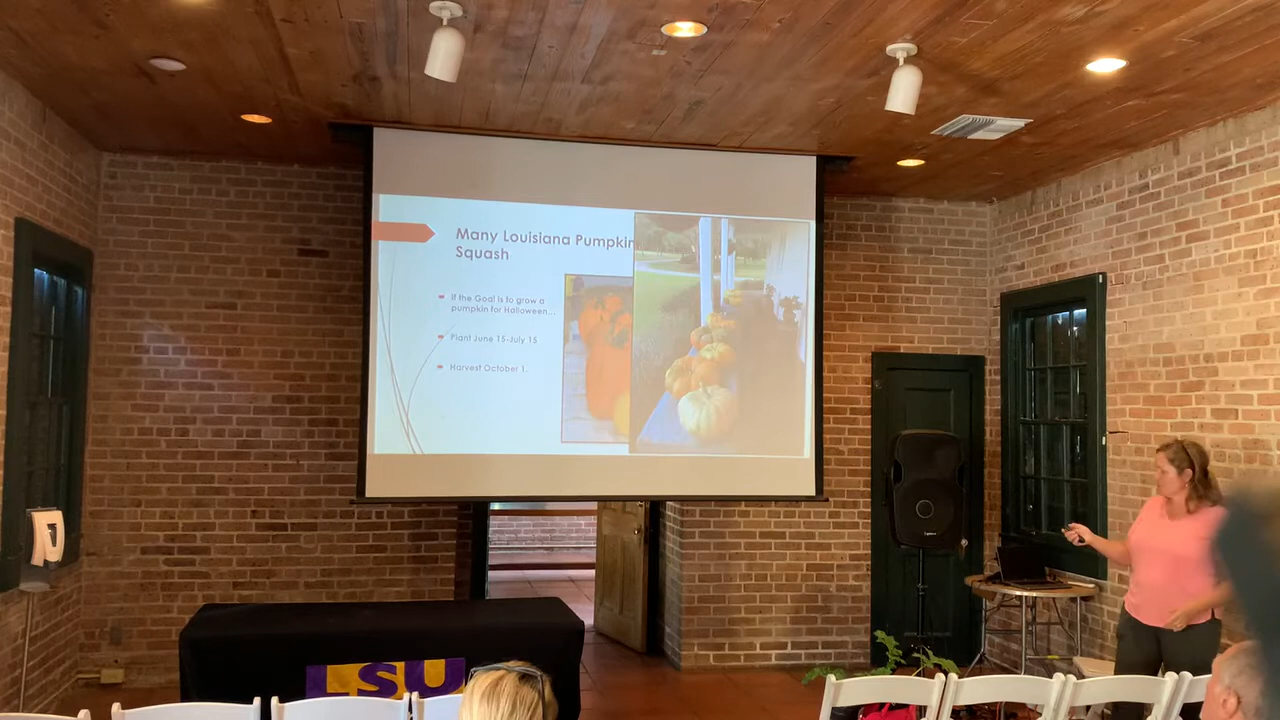 Many Louisiana Pumpkin
Squash
If the Goal is to grow a
pumpkin for Halloween...
Plant June 15-July 15
Harvest October 1.
LSU